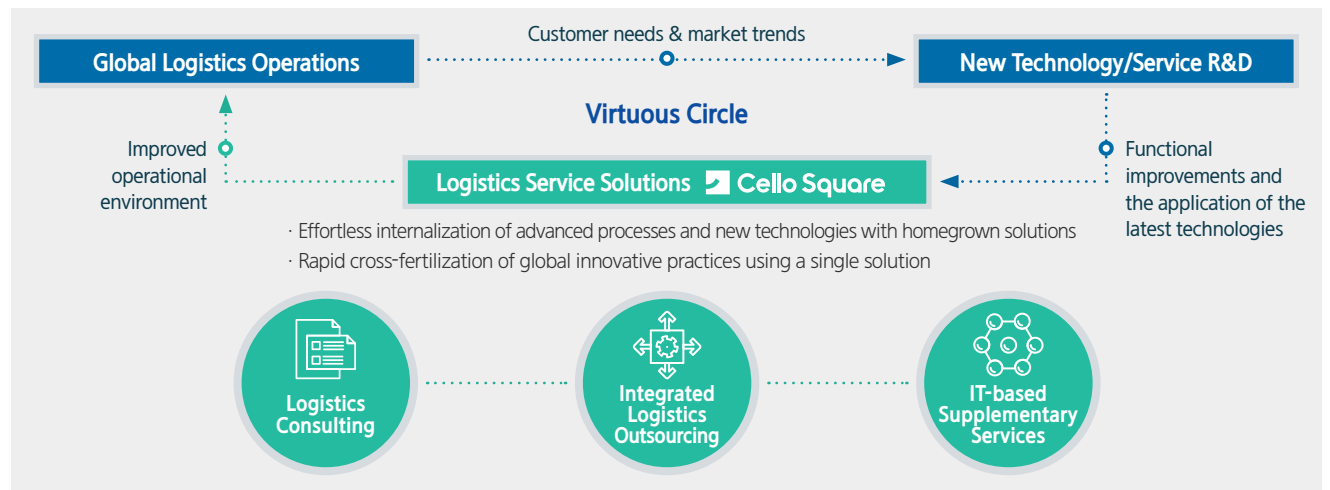 Customer needs & market trends
Global Logistics Operations
New Technology/Service R&D
Virtuous Circle
Improved
operational
environment
Functional
improvements and
the application of the
latest technologies
Logistics Service Solutions Cello Square
· Effortless internalization of advanced processes and new technologies with homegrown solutions
· Rapid cross-fertilization of global innovative practices using a single solution
Logistics
Consulting
Integrated
Logistics
Outsourcing
IT-based
Supplementary
Services